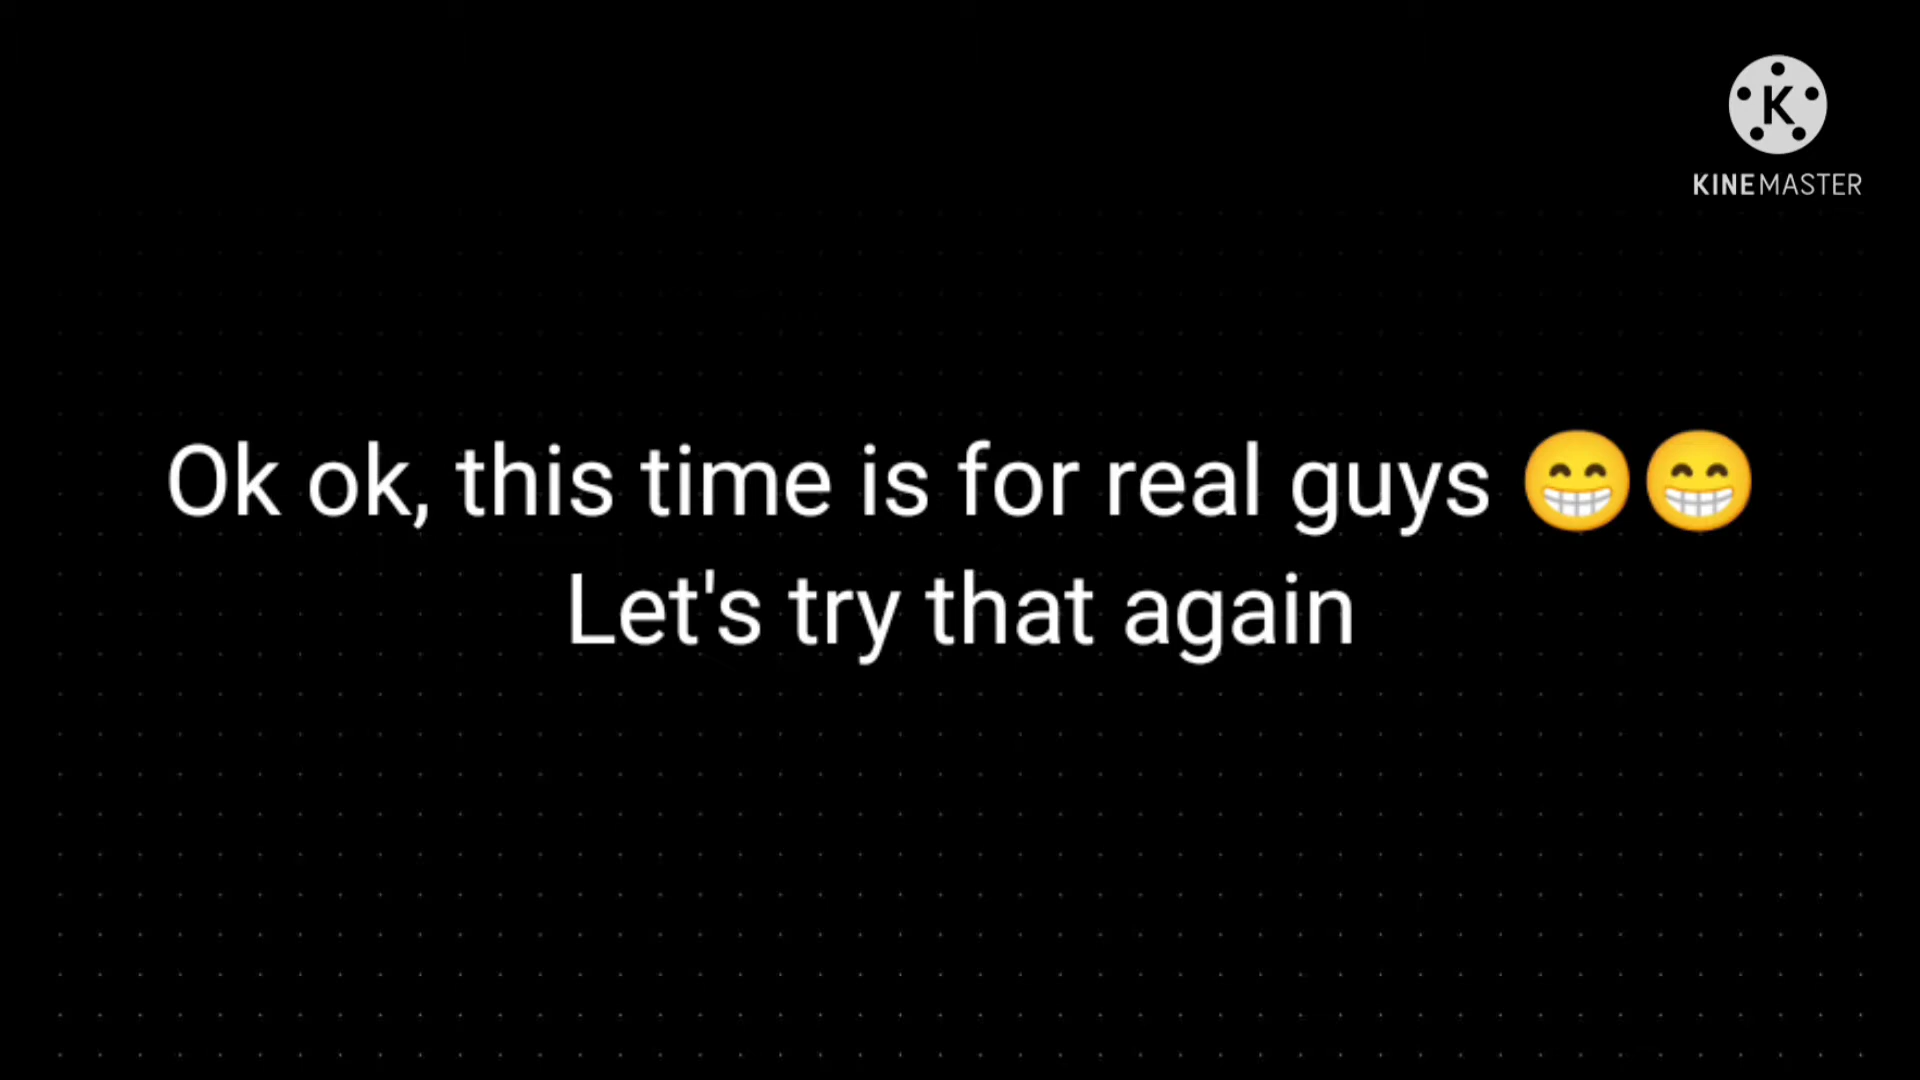 K
KINEMASTER
Ok ok, this time is for real guys 😁😁
Let's try that again